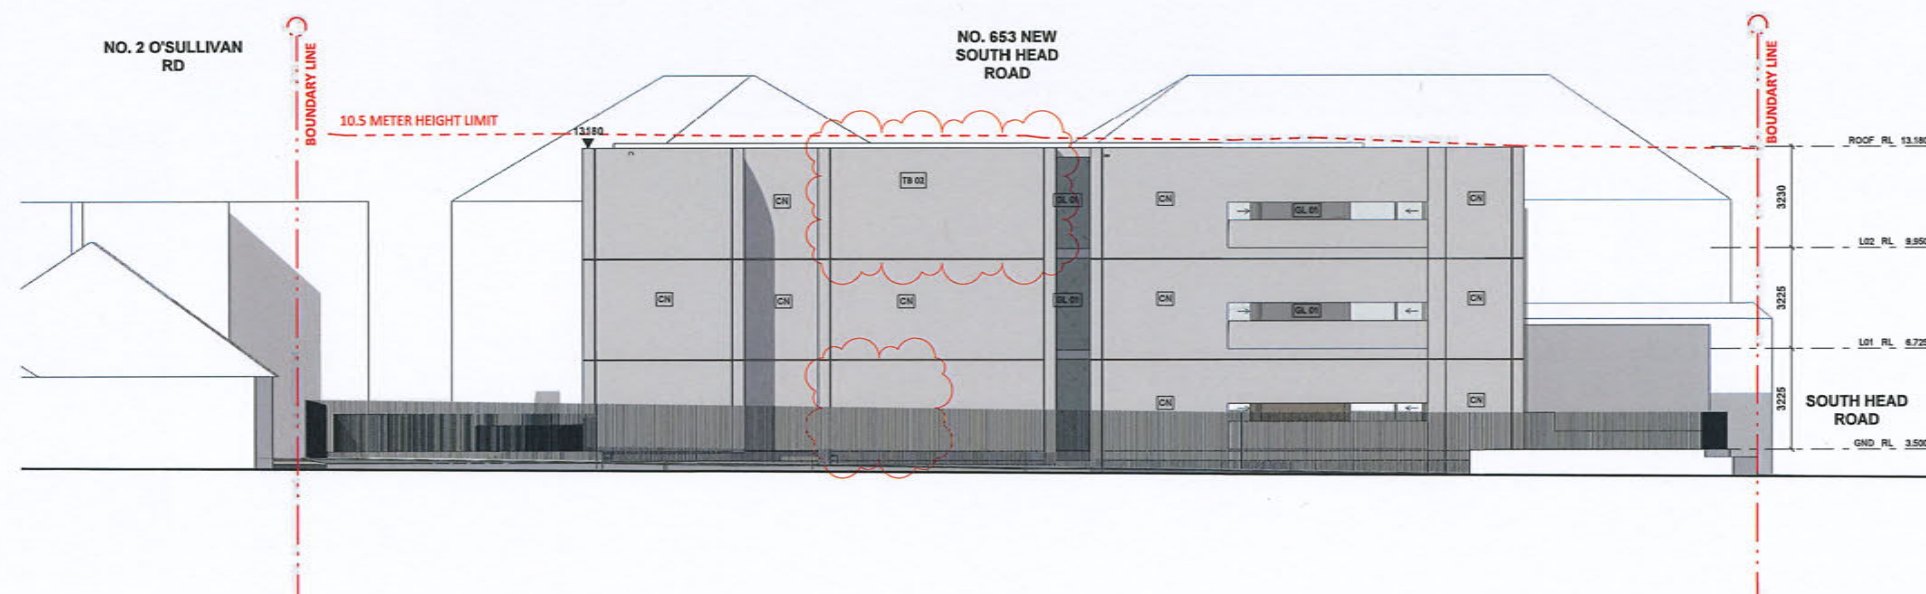 NO. 2 O'SULLIVAN
RD
BOUNDARY LINE
10.5 METER HEIGHT LIMIT
NO. 653 NEW
SOUTH HEAD
ROAD
BOUNDARY LINE
13180
ROOF RL 13.180
TB 02
CN
GL 01
CN
GL 01
CN
3230
L02 RL 9.950
CN
CN
CN
GL 01
CN
GL 01
CN
3225
L01 RL 6.725
CN
CN
3225
SOUTH HEAD
ROAD
GND RL 3.500